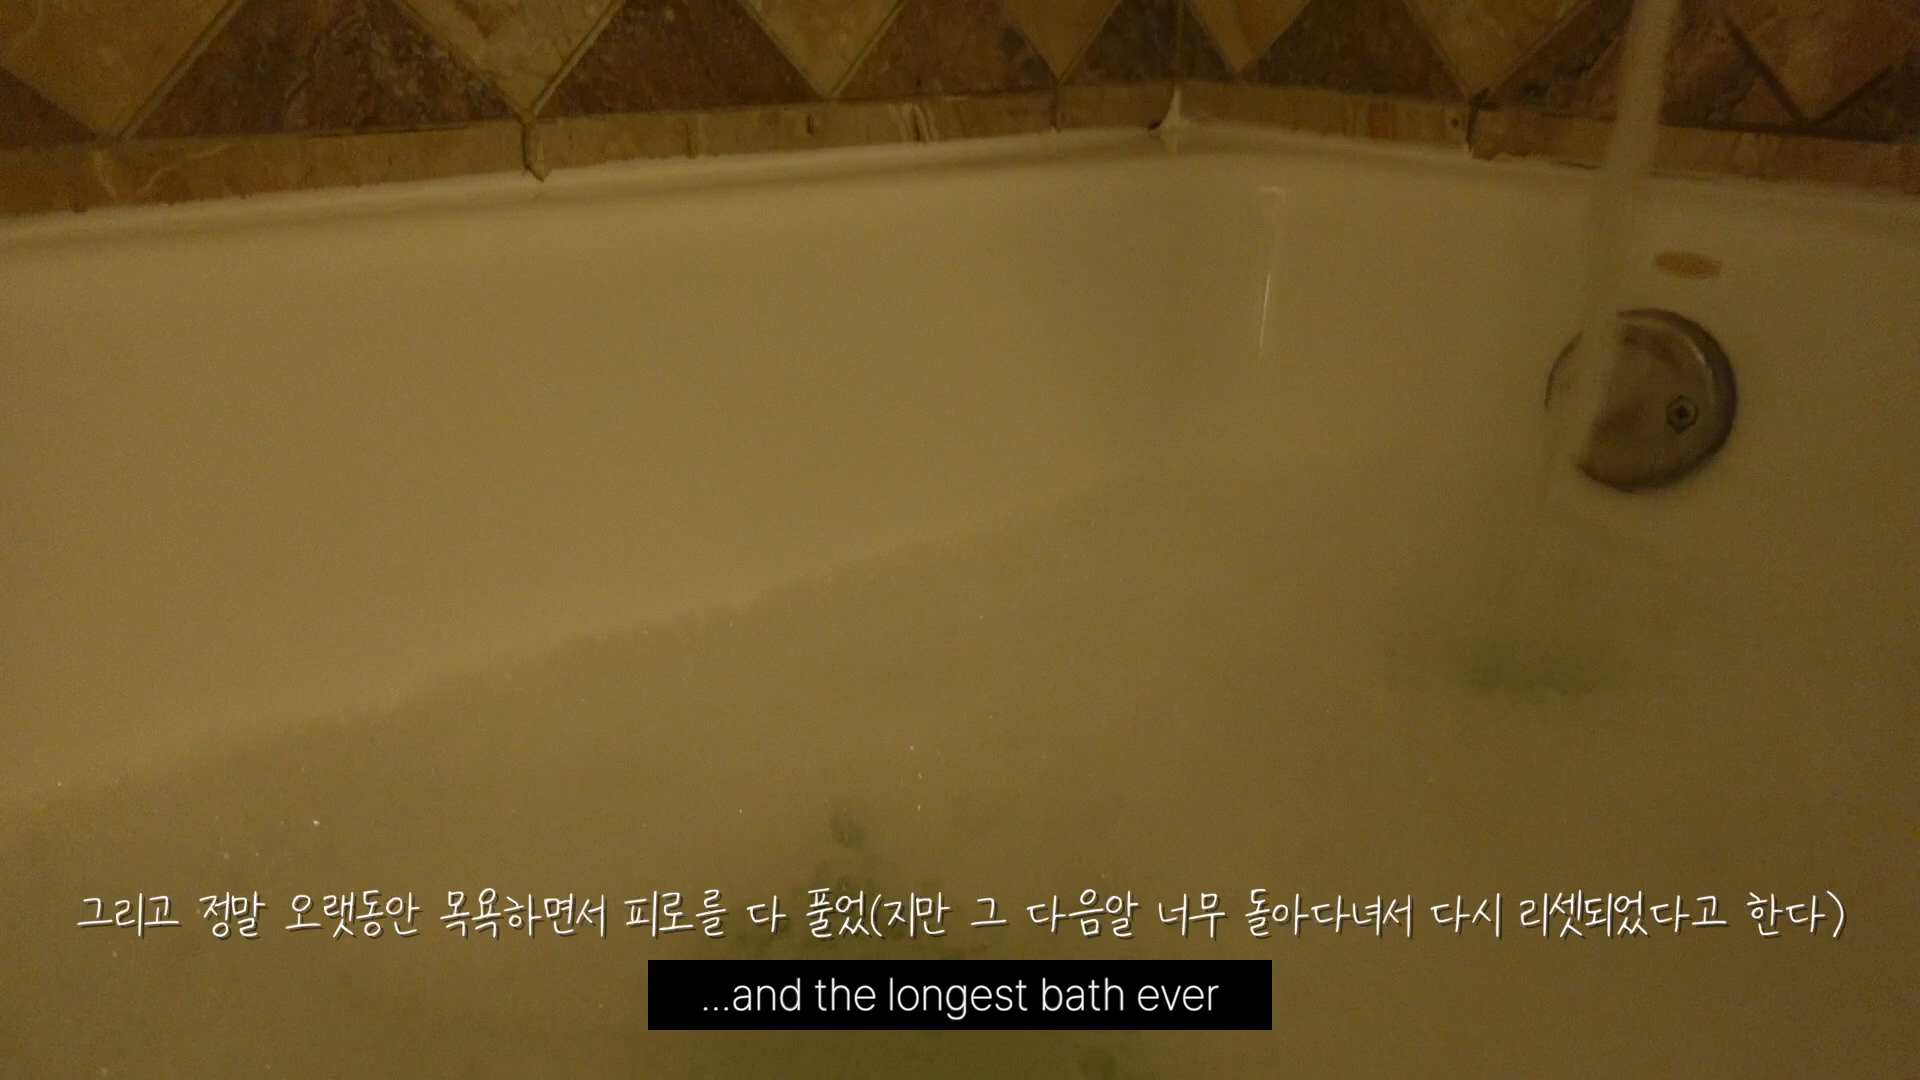 그리고 정말 오랫동안 목욕하면서 피로를 다 풀었(지만 그 다음알 너무 돌아다녀서 다시 리셋되었다고 한다)
...and the longest bath ever